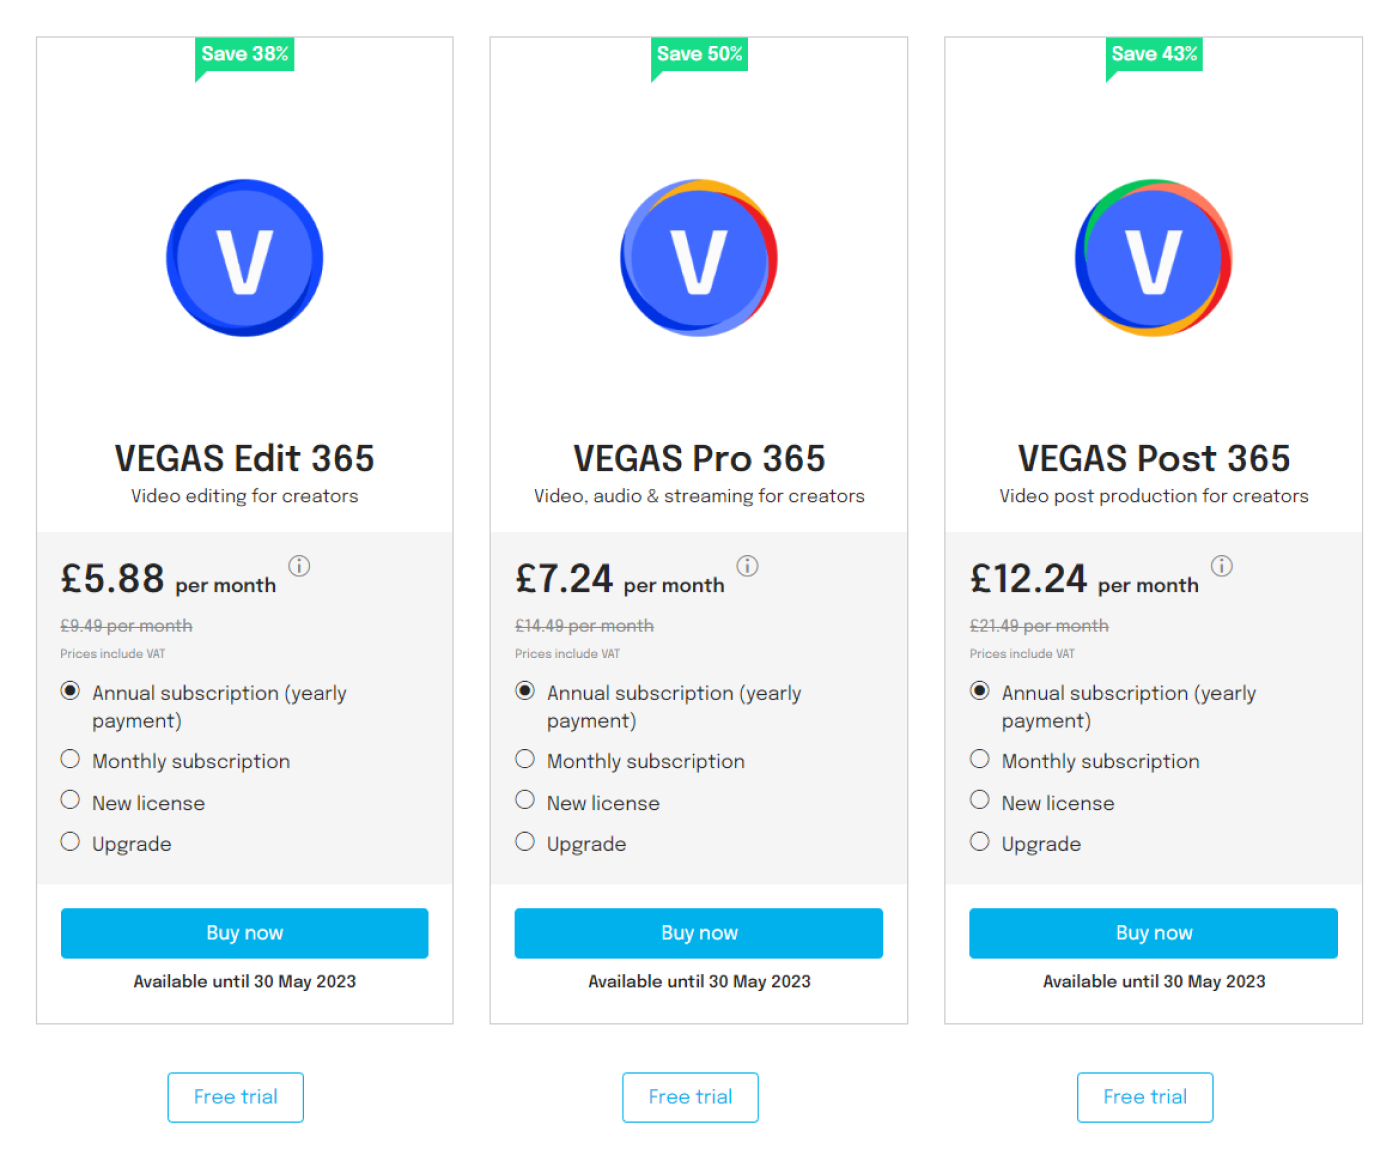 Save 38%
V
VEGAS Edit 365
Video editing for creators
£5.88 per month
£9.49 per month
Prices include VAT
Annual subscription (yearly
payment)
Monthly subscription
New license
Upgrade
Buy now
Available until 30 May 2023
Free trial
Save 50%
V
VEGAS Pro 365
Video, audio & streaming for creators
£7.24 per month
£14.49 per month
Prices include VAT
Annual subscription (yearly
payment)
Monthly subscription
New license
Upgrade
Buy now
Available until 30 May 2023
Free trial
Save 43%
V
VEGAS Post 365
Video post production for creators
£12.24 per month
£21.49 per month
Prices include VAT
Annual subscription (yearly
payment)
Monthly subscription
New license
Upgrade
Buy now
Available until 30 May 2023
Free trial